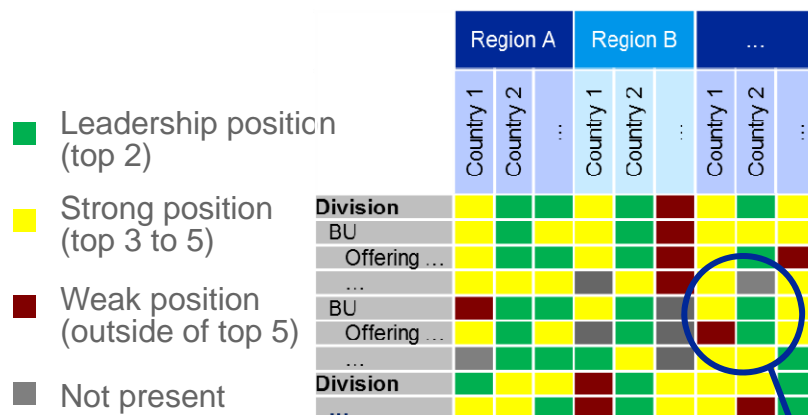 Region A Region B ...
Country 1 Country 2 ... Country 1 Country 2 ... Country 1 Country 2 ...
Leadership position
(top 2)
Strong position
(top 3 to 5)
Weak position
(outside of top 5)
Not present
Division
BU
Offering ...
...
BU
Offering ...
...
Division
...